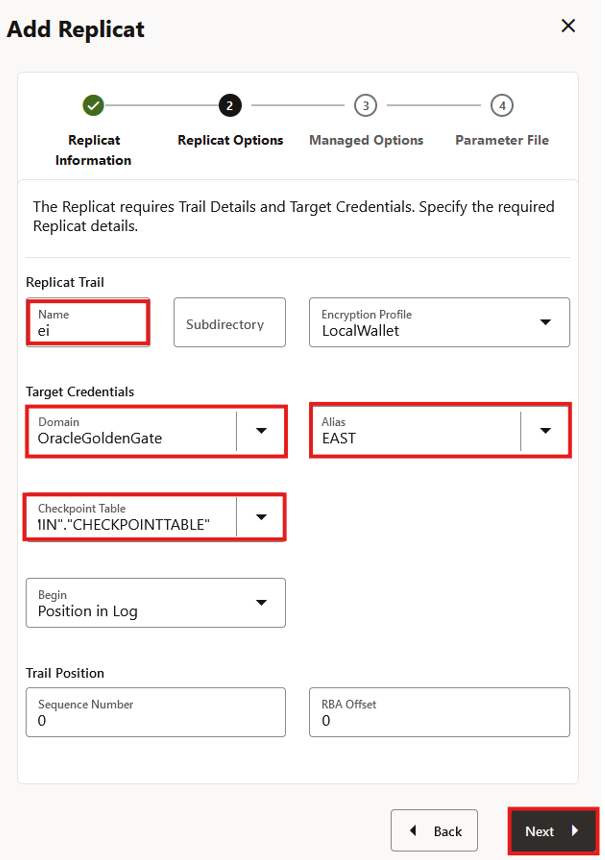 Add Replicat
2
3
4
Replicat
Information
Replicat Options
Managed Options
Parameter File
The Replicat requires Trail Details and Target Credentials. Specify the required
Replicat details.
Replicat Trail
Name
ei
Subdirectory
Encryption Profile
LocalWallet
Target Credentials
Domain
OracleGoldenGate
Alias
EAST
Checkpoint Table
IIN"."CHECKPOINTTABLE"
Begin
Position in Log
Trail Position
Sequence Number
0
RBA Offset
0
Back
Next